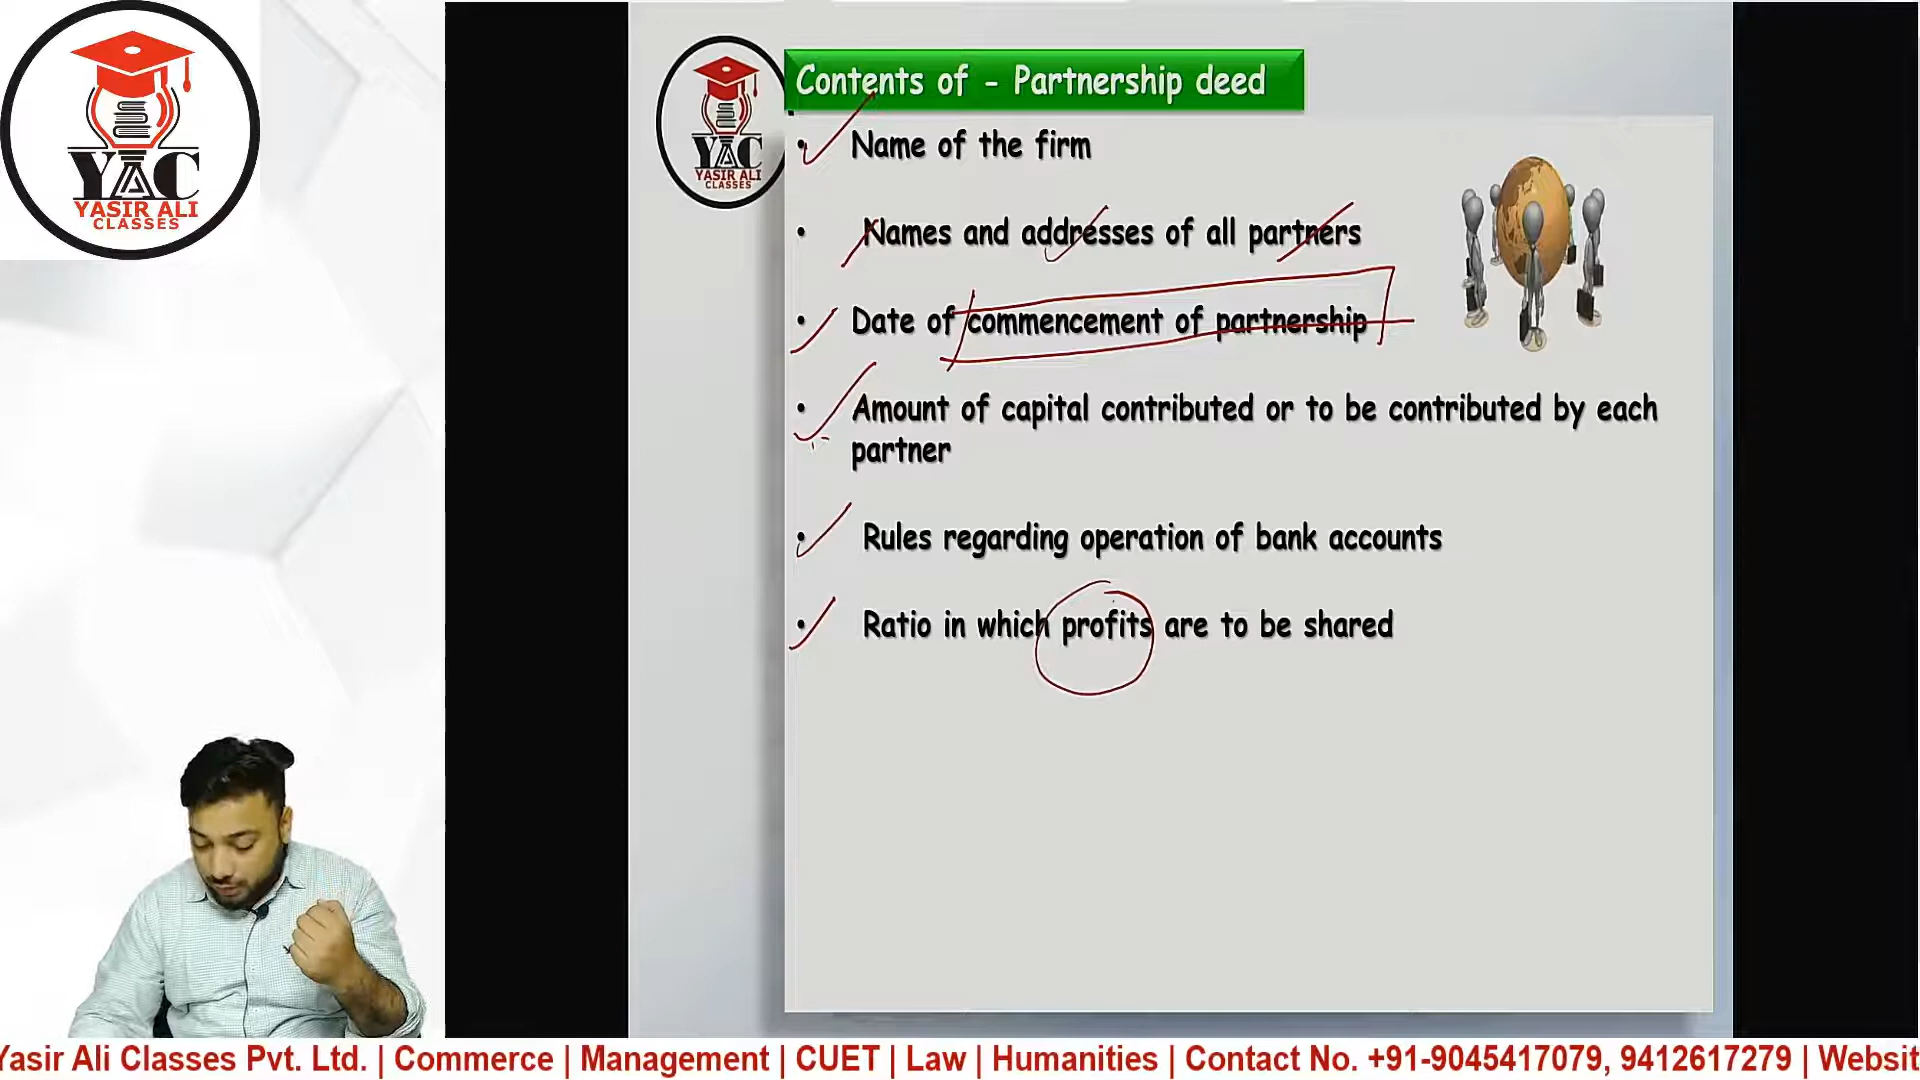 YAC
YASIR ALI
CLASSES
YAC
YASIR ALI
CLASSES
Contents of - Partnership deed
• Name of the firm
• Names and addresses of all partners
• Date of commencement of partnership
• Amount of capital contributed or to be contributed by each
partner
• Rules regarding operation of bank accounts
• Ratio in which profits are to be shared
Yasir Ali Classes Pvt. Ltd. | Commerce | Management | CUET | Law | Humanities | Contact No. +91-9045417079, 9412617279 | Websit